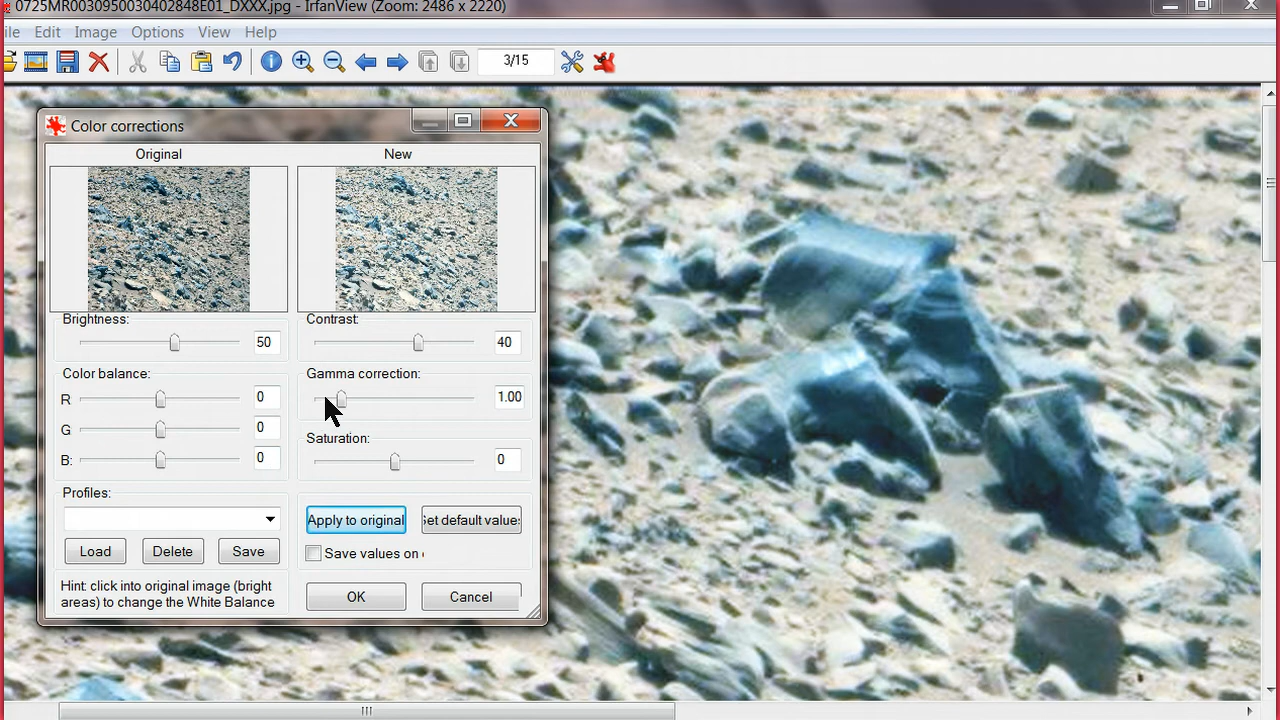 0725MR0030950030402848E01_DXXX.jpg - IrfanView (Zoom: 2486 x 2220)
ile Edit Image Options View Help
3/15
Color corrections
Original New
Brightness: Contrast:
50 40
Color balance: Gamma correction:
R 0 1.00
G 0
Saturation:
B: 0 0
Profiles:
Apply to original Set default values
Load Delete Save
Save values on
Hint: click into original image (bright
areas) to change the White Balance
OK Cancel